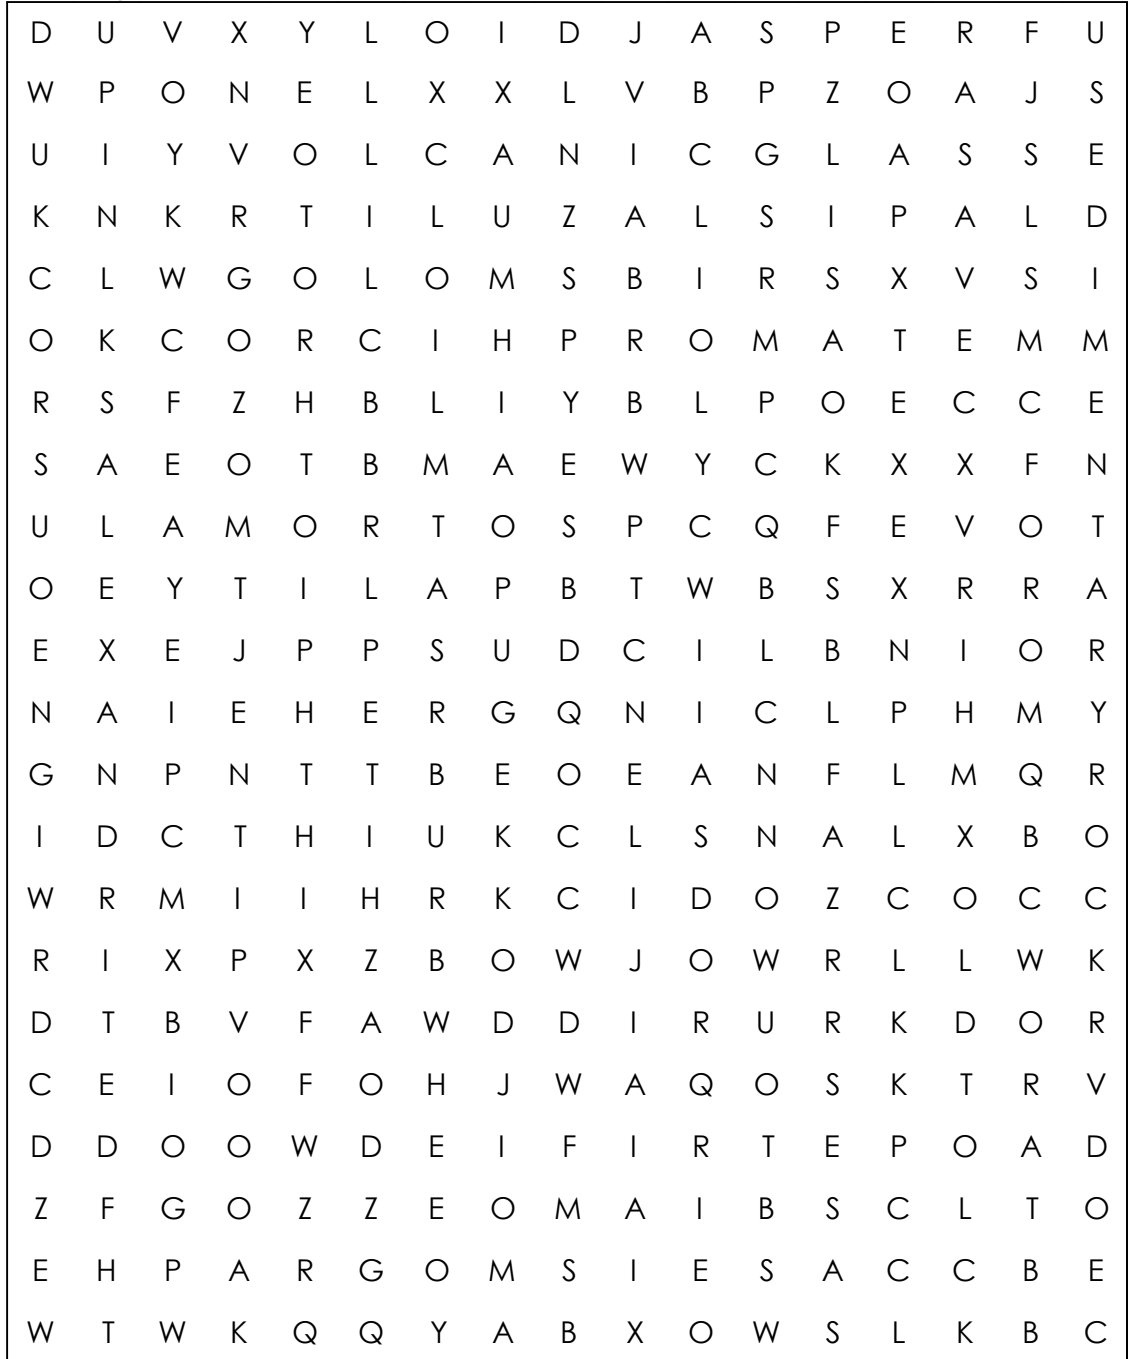 D U V X Y L O I D J A S P E R F U
W P O N E L X X L V B P Z O A J S
U I Y V O L C A N I C G L A S S E
K N K R T I L U Z A L S I P A L D
C L W G O L O M S B I R S X V S I
O K C O R C I H P R O M A T E M M
R S F Z H B L I Y B L P O E C C E
S A E O T B M A E W Y C K X X F N
U L A M O R T O S P C Q F E V O T
O E Y T I L A P B T W B S X R R A
E X E J P P S U D C I L B N I O R
N A I E H E R G Q N I C L P H M Y
G N P N T T B E O E A N F L M Q R
I D C T H I U K C L S N A L X B O
W R M I I H R K C I D O Z C O C C
R I X P X Z B O W J O W R L L W K
D T B V F A W D D I R U R K D O R
C E I O F O H J W A Q O S K T R V
D D O O W D E I F I R T E P O A D
Z F G O Z Z E O M A I B S C L T O
E H P A R G O M S I E S A C C B E
W T W K Q Q Y A B X O W S L K B C